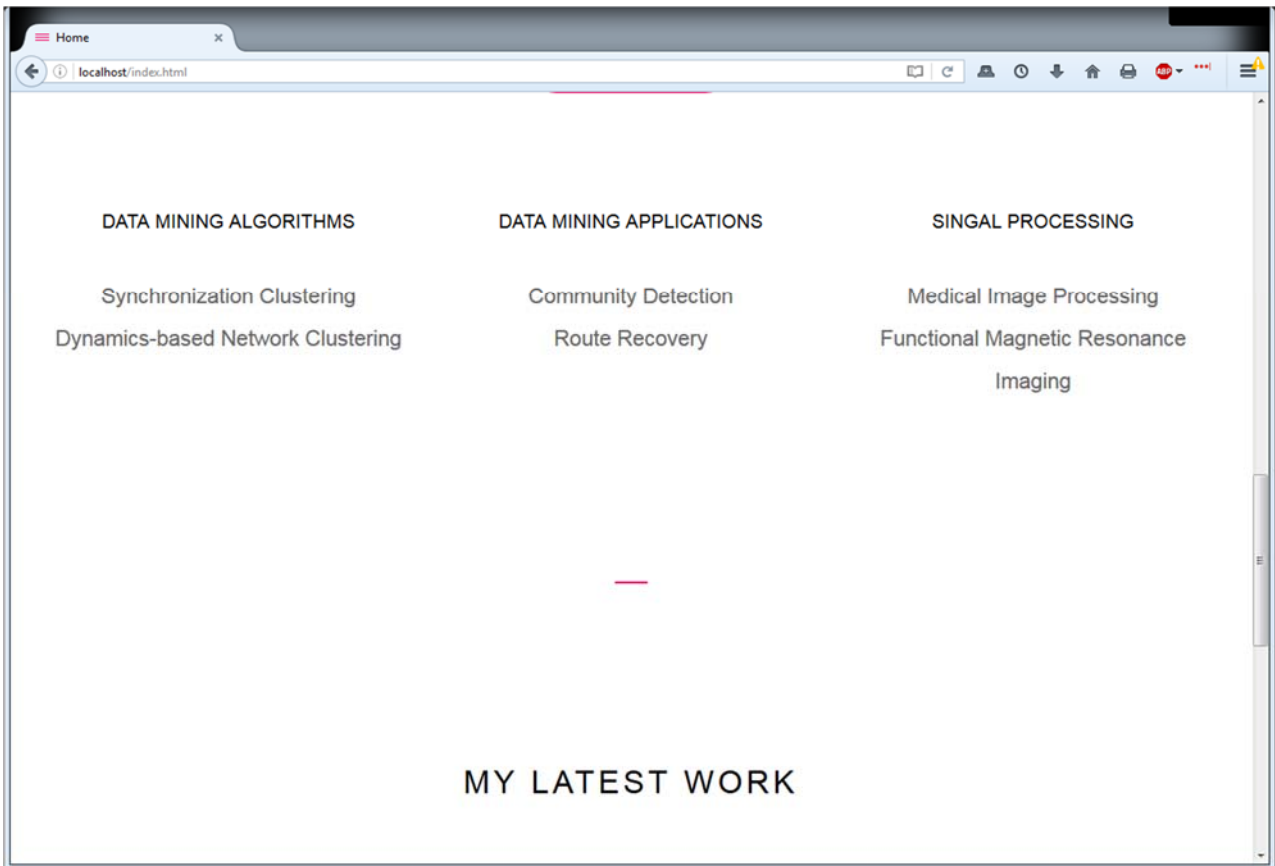 Home
localhost/index.html
ABP
DATA MINING ALGORITHMS
DATA MINING APPLICATIONS
SINGAL PROCESSING
Synchronization Clustering
Community Detection
Medical Image Processing
Dynamics-based Network Clustering
Route Recovery
Functional Magnetic Resonance
Imaging
MY LATEST WORK